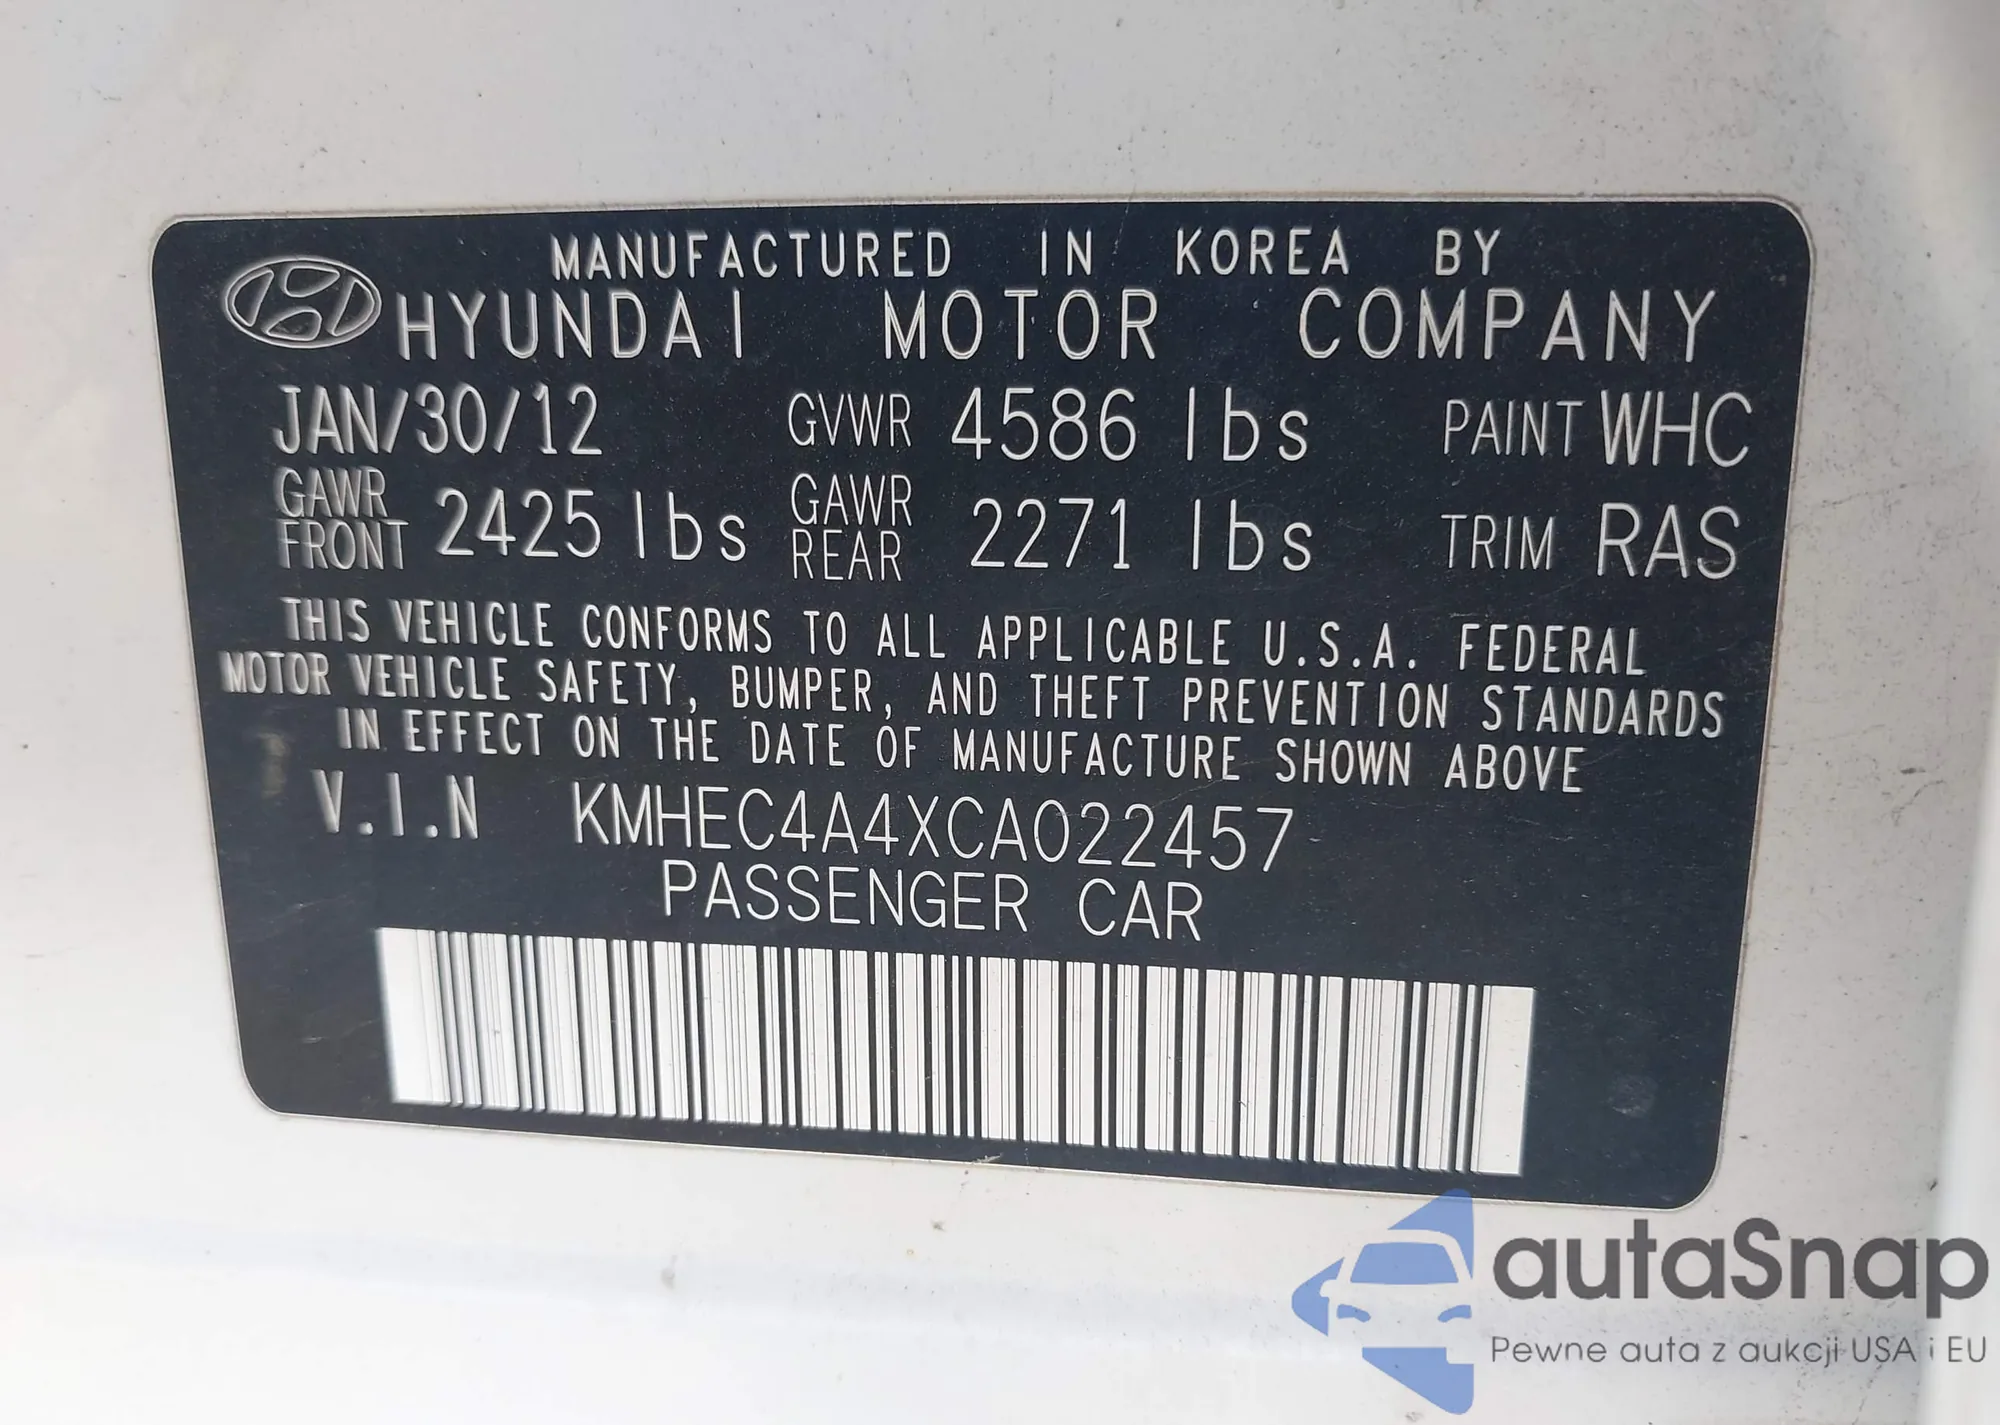 MANUFACTURED IN KOREA BY
HYUNDAI MOTOR COMPANY
JAN/30/12 GVWR 4586 lbs PAINT WHC
GAWR FRONT 2425 lbs GAWR REAR 2271 lbs TRIM RAS
THIS VEHICLE CONFORMS TO ALL APPLICABLE U.S.A. FEDERAL
MOTOR VEHICLE SAFETY, BUMPER, AND THEFT PREVENTION STANDARDS
IN EFFECT ON THE DATE OF MANUFACTURE SHOWN ABOVE
V.I.N KMHEC4A4XCA022457
PASSENGER CAR
autaSnap
Pewne auta z aukcji USA i EU